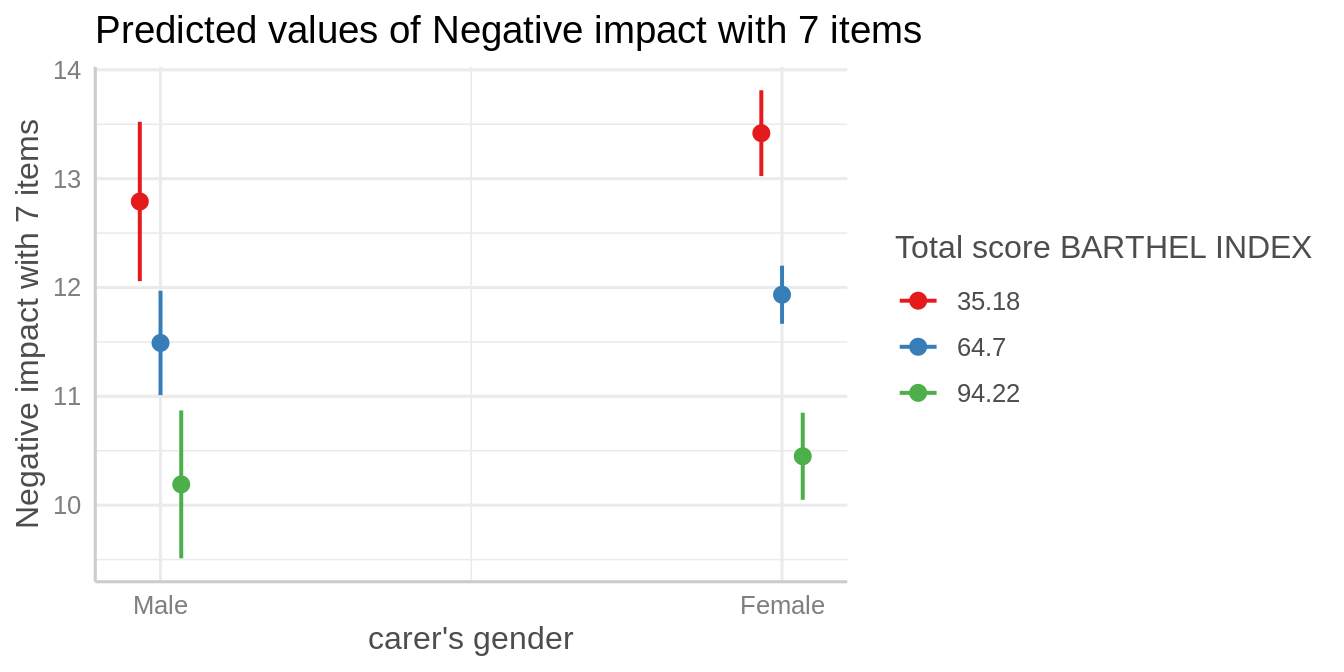 Predicted values of Negative impact with 7 items
Negative impact with 7 items
14
13
12
11
10
Male
Female
carer's gender
Total score BARTHEL INDEX
35.18
64.7
94.22